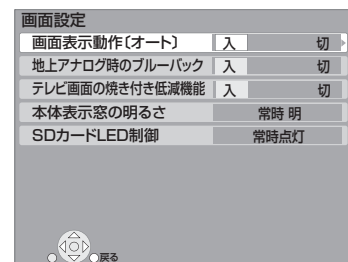 画面設定
画面表示動作〔オート〕 入 切
地上アナログ時のブルーバック 入 切
テレビ画面の焼き付き低減機能 入 切
本体表示窓の明るさ 常時 明
SDカードLED制御 常時点灯
戻る